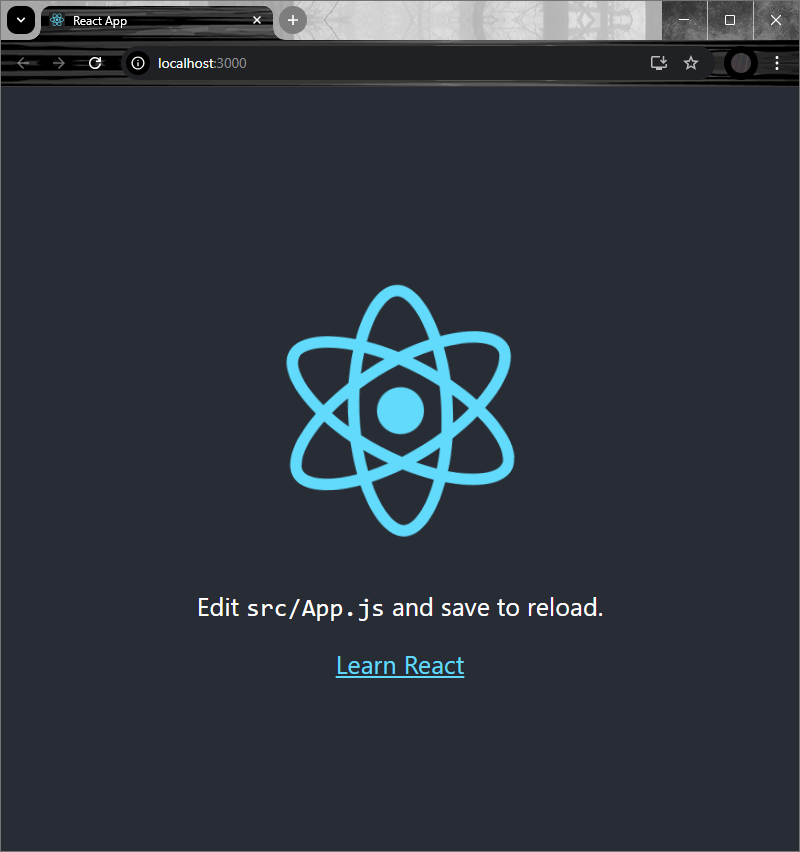 React App
localhost:3000
Edit src/App.js and save to reload.
Learn React